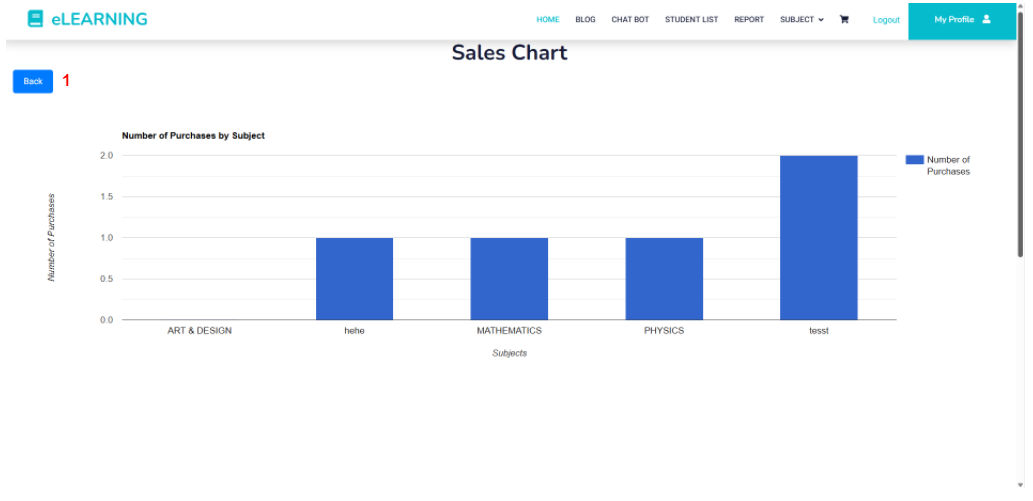 eLEARNING
HOME BLOG CHAT BOT STUDENT LIST REPORT SUBJECT Logout My Profile
Sales Chart
Back 1
Number of Purchases by Subject
Number of Purchases
2.0
1.5
1.0
0.5
0.0
ART & DESIGN hehe MATHEMATICS PHYSICS tesst
Subjects
Number of
Purchases